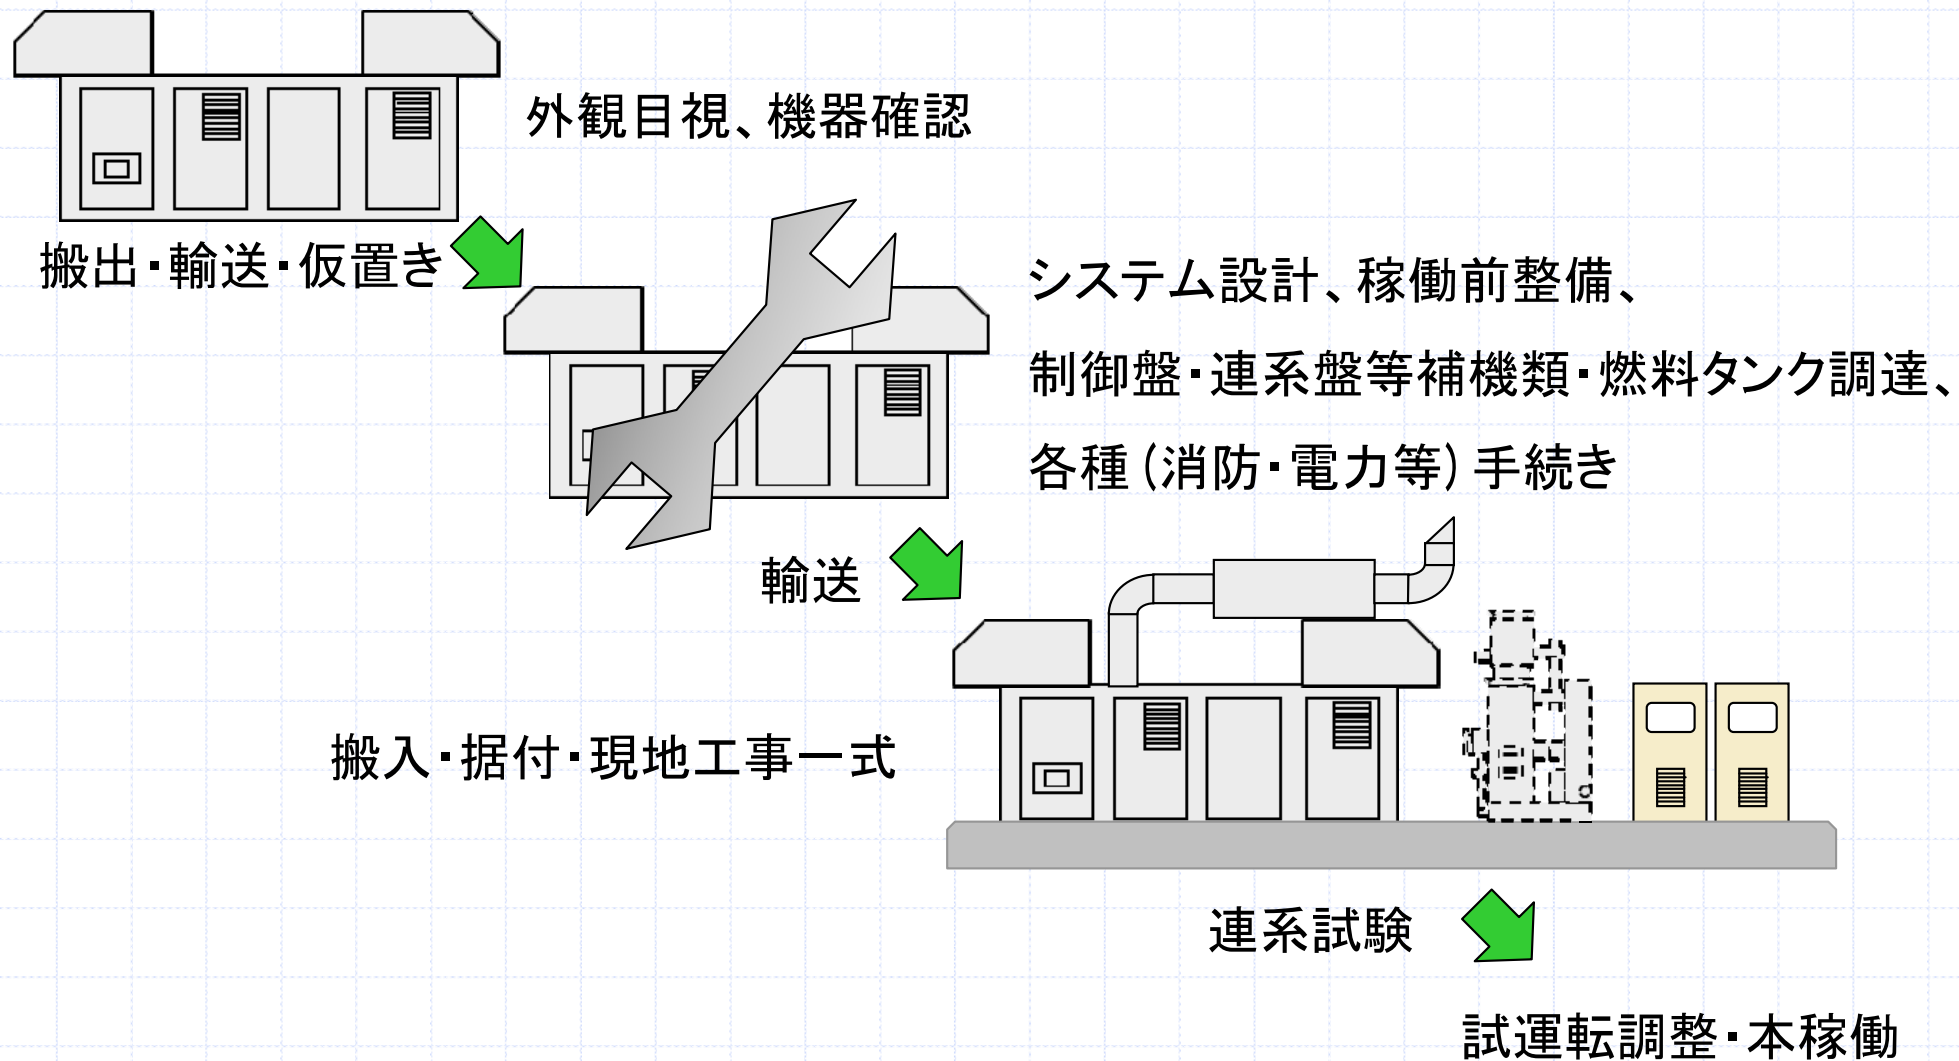 外観目視、機器確認
搬出・輸送・仮置き
システム設計、稼働前整備、
制御盤・連系盤等補機類・燃料タンク調達、
各種(消防・電力等)手続き
輸送
搬入・据付・現地工事一式
連系試験
試運転調整・本稼働